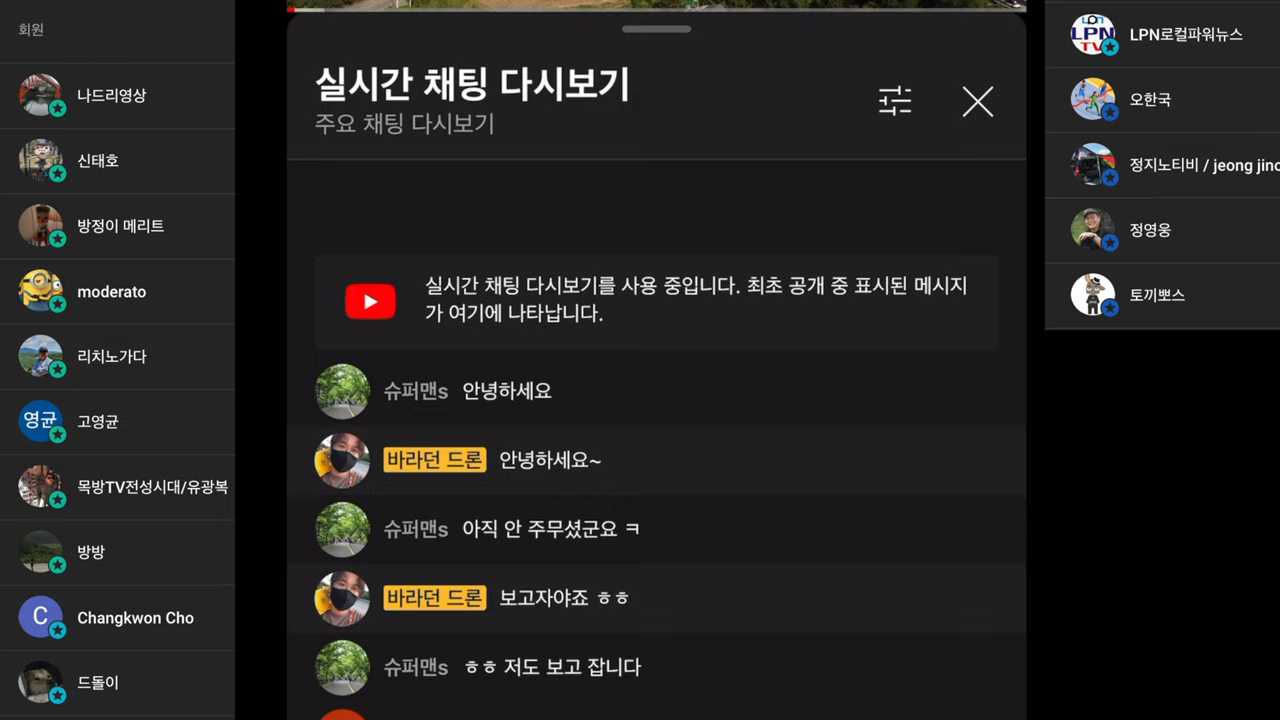 회원
나드리영상
신태호
방정이 메리트
moderato
리치노가다
영균
고영균
목방TV전성시대/유광복
방방
C
Changkwon Cho
드돌이
실시간 채팅 다시보기
주요 채팅 다시보기
실시간 채팅 다시보기를 사용 중입니다. 최초 공개 중 표시된 메시지
가 여기에 나타납니다.
슈퍼맨s 안녕하세요
바라던 드론 안녕하세요~
슈퍼맨s 아직 안 주무셨군요 ㅋ
바라던 드론 보고자야죠 ㅎㅎ
슈퍼맨s ㅎㅎ 저도 보고 잡니다
LPN
TV
LPN로컬파워뉴스
오한국
정지노티비 / jeong jino
정영웅
토끼뽀스